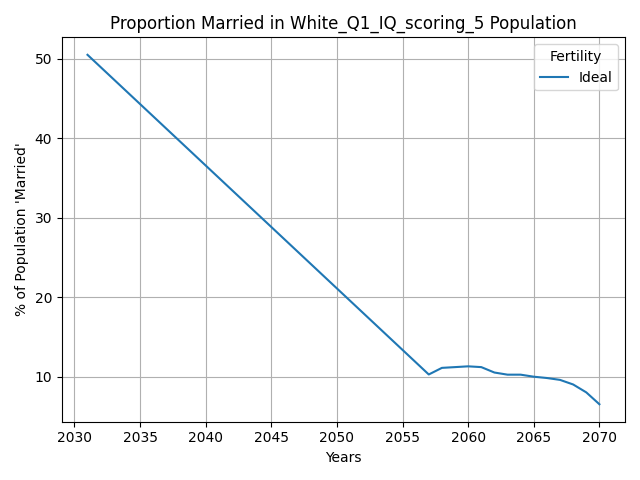 Proportion Married in White_Q1_IQ_scoring_5 Population
Fertility
Ideal
% of Population 'Married'
50
40
30
20
10
2030 2035 2040 2045 2050 2055 2060 2065 2070
Years